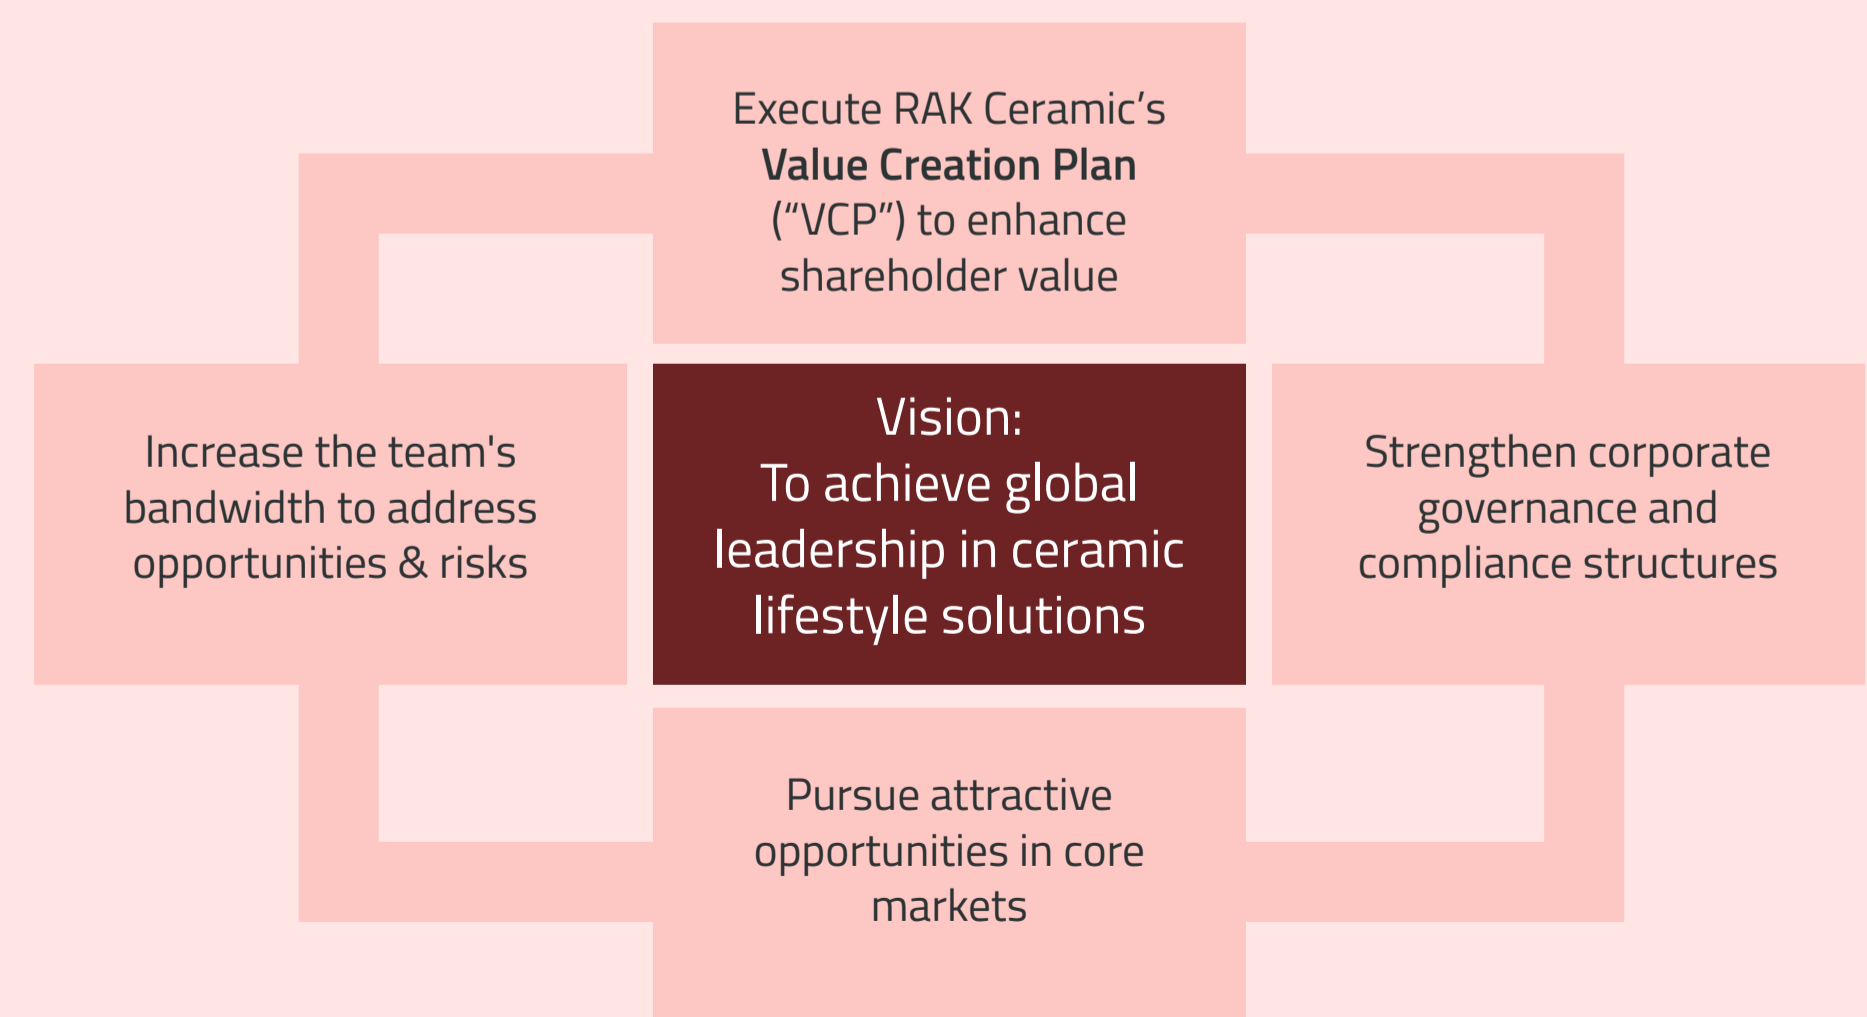 Execute RAK Ceramic’s
Value Creation Plan
(“VCP”) to enhance
shareholder value
Increase the team's
bandwidth to address
opportunities & risks
Vision:
To achieve global
leadership in ceramic
lifestyle solutions
Strengthen corporate
governance and
compliance structures
Pursue attractive
opportunities in core
markets